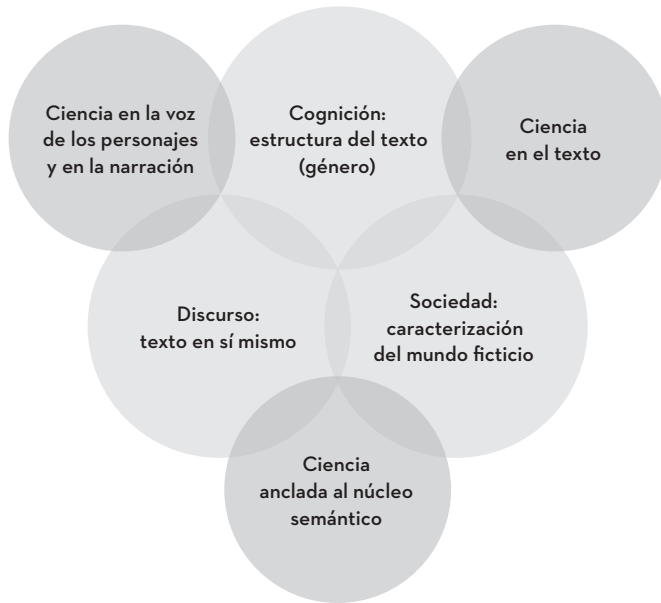 Ciencia en la voz
de los personajes
y en la narración
Cognición:
estructura del texto
(género)
Ciencia
en el texto
Discurso:
texto en sí mismo
Sociedad:
caracterización
del mundo ficticio
Ciencia
anclada al núcleo
semántico